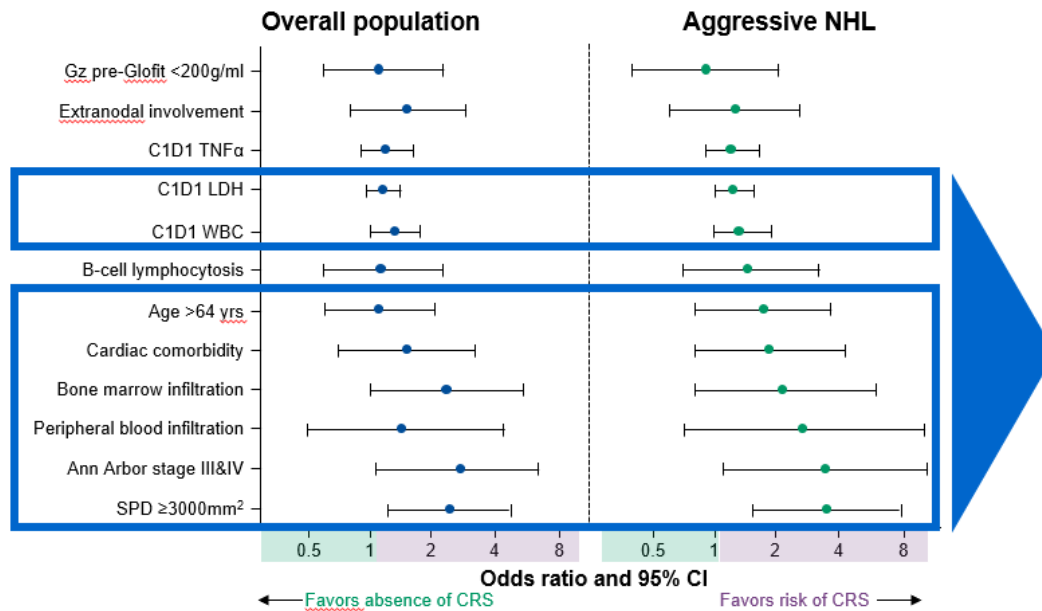 Overall population
Aggressive NHL
Gz pre-Glofit <200g/ml
Extranodal involvement
C1D1 TNFα
C1D1 LDH
C1D1 WBC
B-cell lymphocytosis
Age >64 yrs
Cardiac comorbidity
Bone marrow infiltration
Peripheral blood infiltration
Ann Arbor stage III&IV
SPD ≥3000mm²
0.5 1 2 4 8
0.5 1 2 4 8
Odds ratio and 95% CI
Favors absence of CRS
Favors risk of CRS